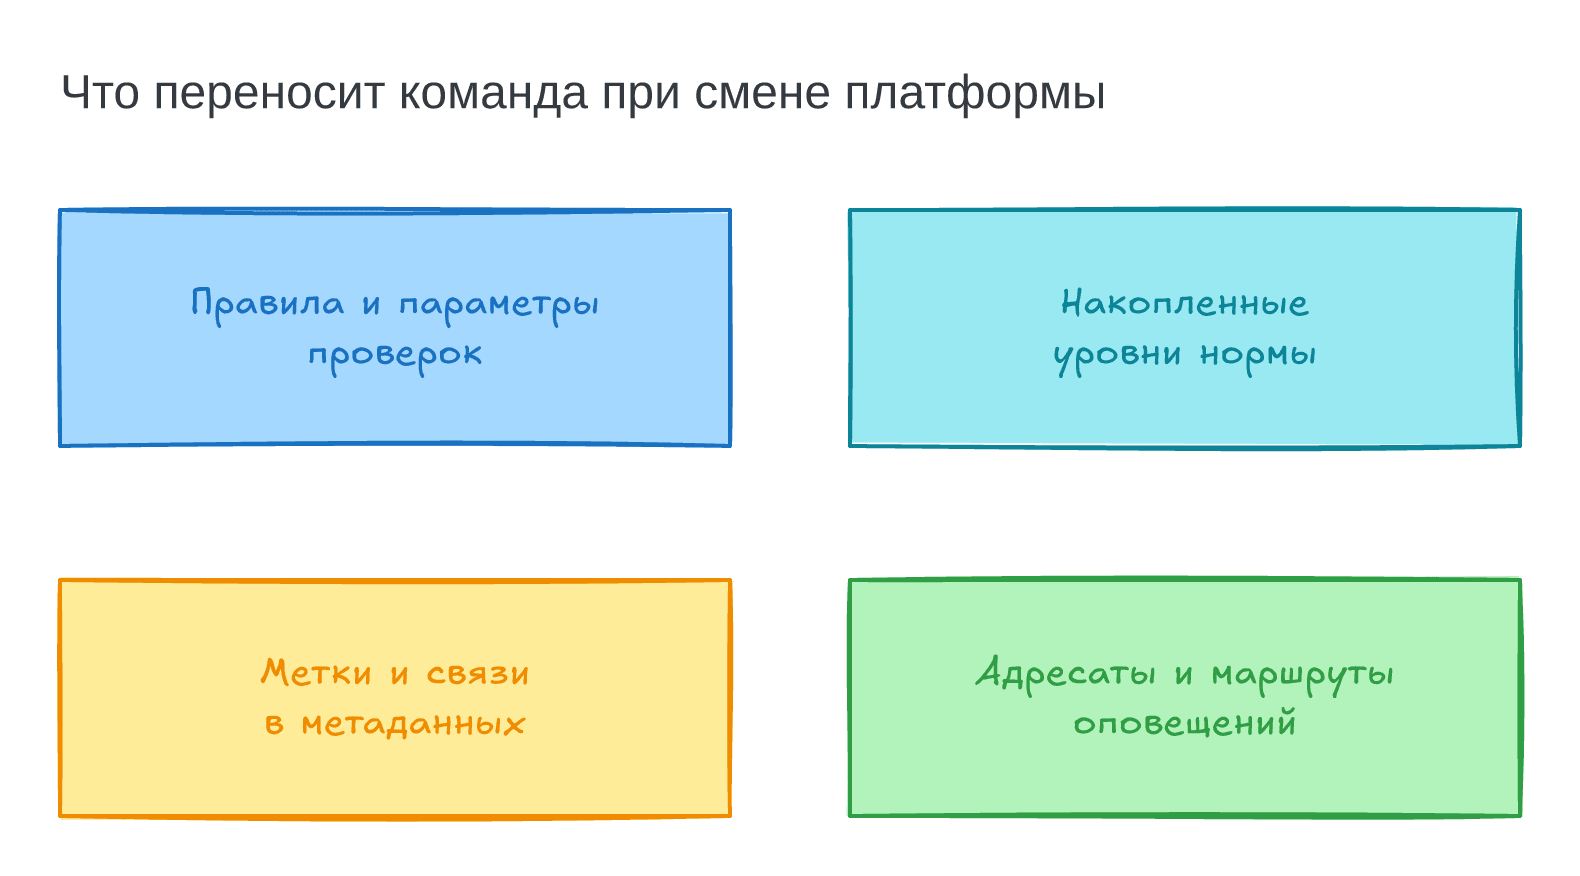 Что переносит команда при смене платформы
Правила и параметры
проверок
Накопленные
уровни нормы
Метки и связи
в метаданных
Адресаты и маршруты
оповещений